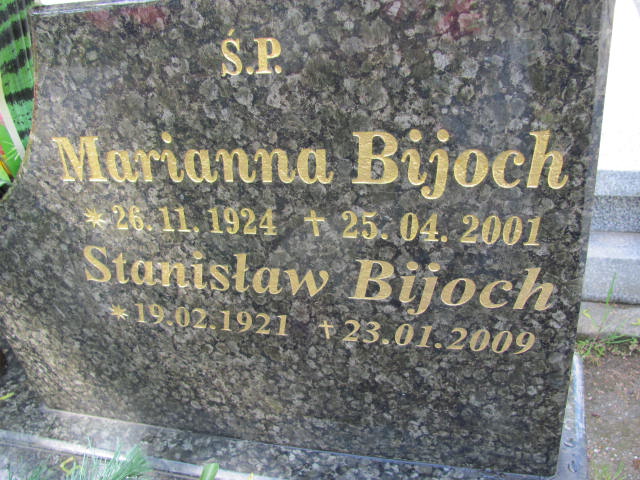 Ś.P.
Marianna Bijoch
* 26.11.1924 † 25.04.2001
Stanisław Bijoch
* 19.02.1921 † 23.01.2009